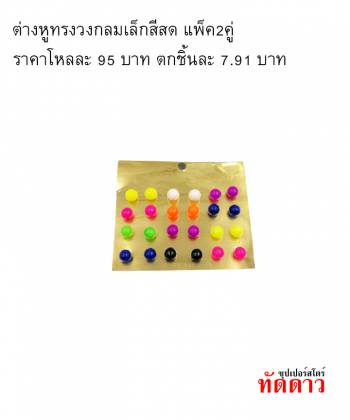 ต่างหูทรงวงกลมเล็กสีสด แพ็ค2คู่
ราคาโหลละ 95 บาท ตกชิ้นละ 7.91 บาท
ซุปเปอร์สโตร์
ทัดดาว